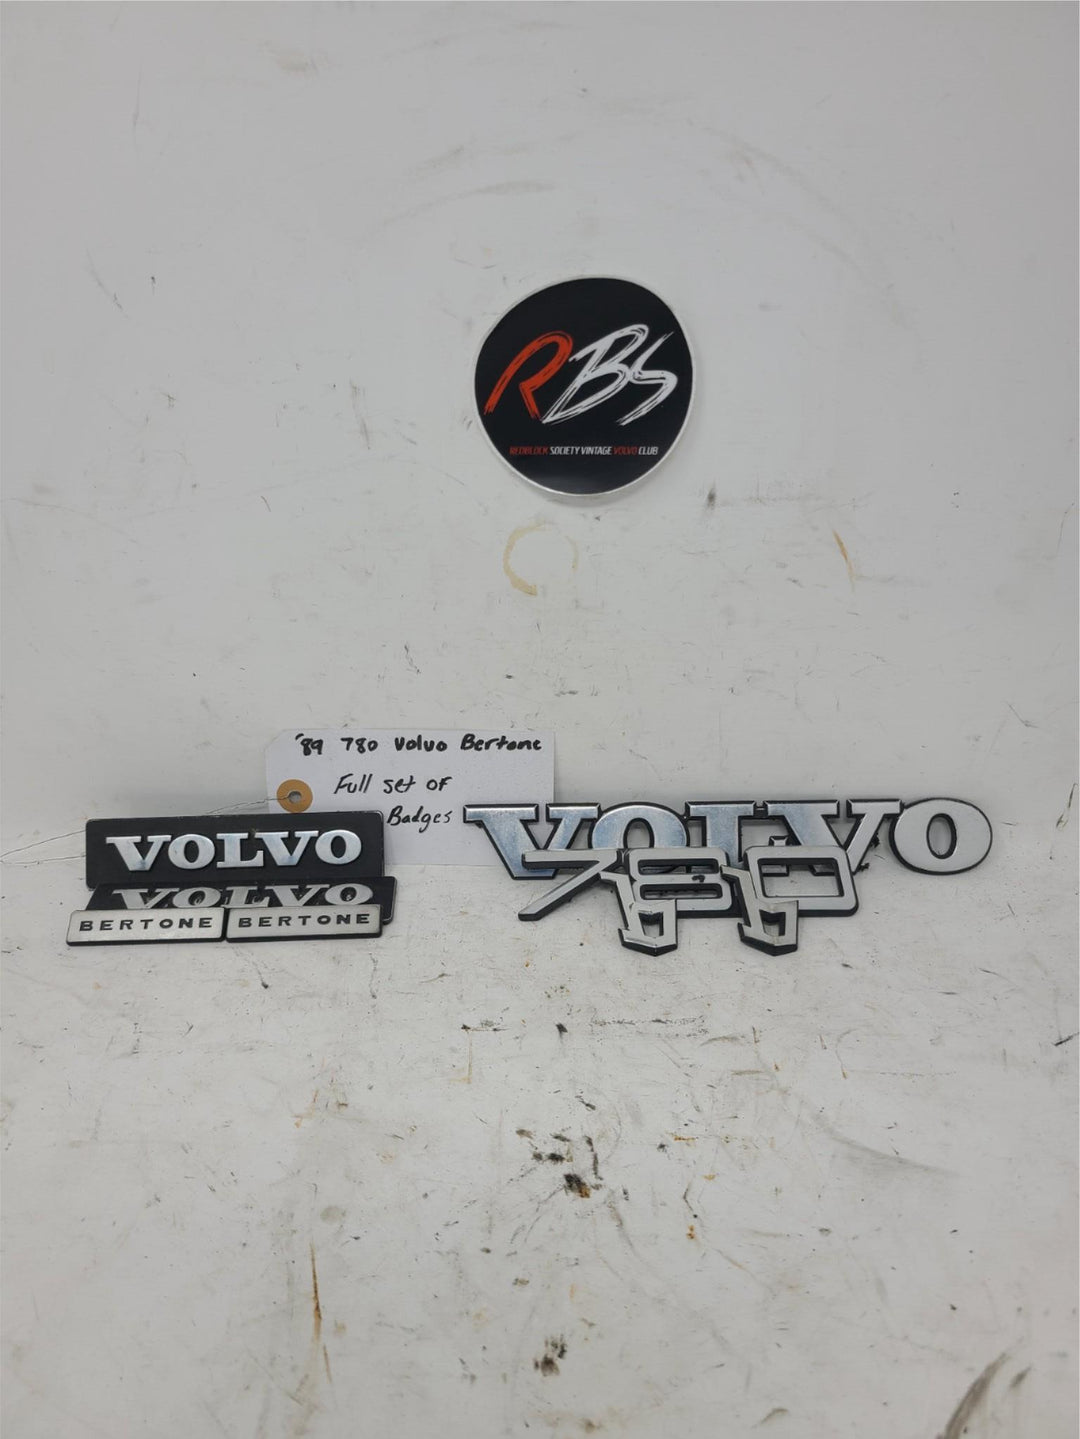 RBS
REDBLOCK SOCIETY VINTAGE VOLVO CLUB
'89 780 Volvo Bertone
Full set of
Badges
VOLVO
VOLVO
BERTONE BERTONE
VOLVO
780